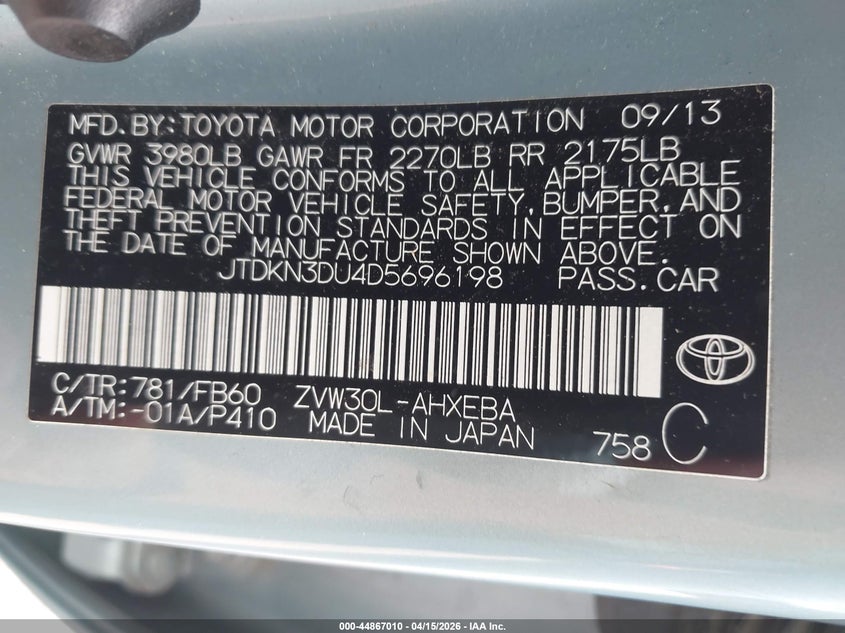 MFD. BY: TOYOTA MOTOR CORPORATION 09/13
GVWR 3980LB GAWR FR 2270LB RR 2175LB
THIS VEHICLE CONFORMS TO ALL APPLICABLE
FEDERAL MOTOR VEHICLE SAFETY, BUMPER, AND
THEFT PREVENTION STANDARDS IN EFFECT ON
THE DATE OF MANUFACTURE SHOWN ABOVE.
JTDKN3DU4D5696198 PASS. CAR
C/TR: 781/FB60 ZVW30L-AHXEBA
A/TM: -01A/P410 MADE IN JAPAN 758 C
000-44867010 - 04/15/2026 - IAA Inc.